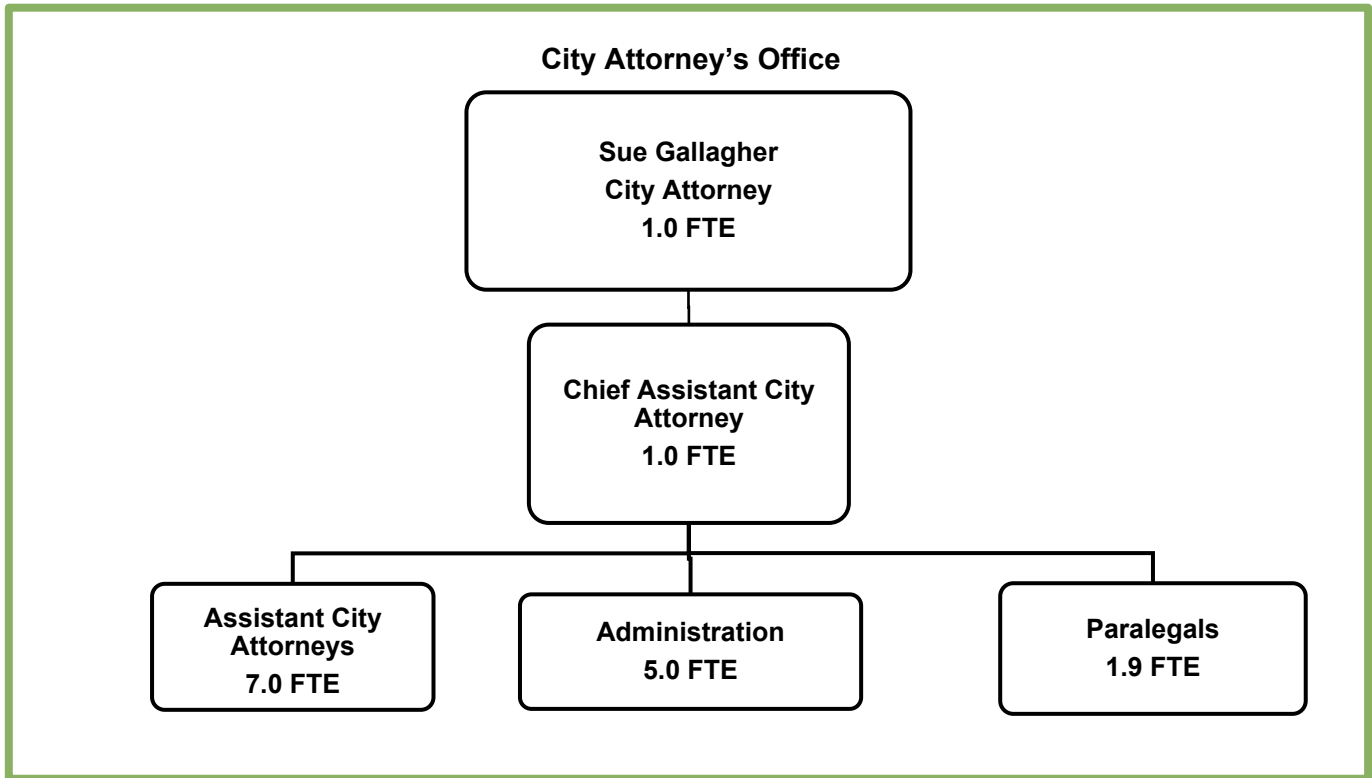 City Attorney’s Office
Sue Gallagher
City Attorney
1.0 FTE
Chief Assistant City
Attorney
1.0 FTE
Assistant City
Attorneys
7.0 FTE
Administration
5.0 FTE
Paralegals
1.9 FTE